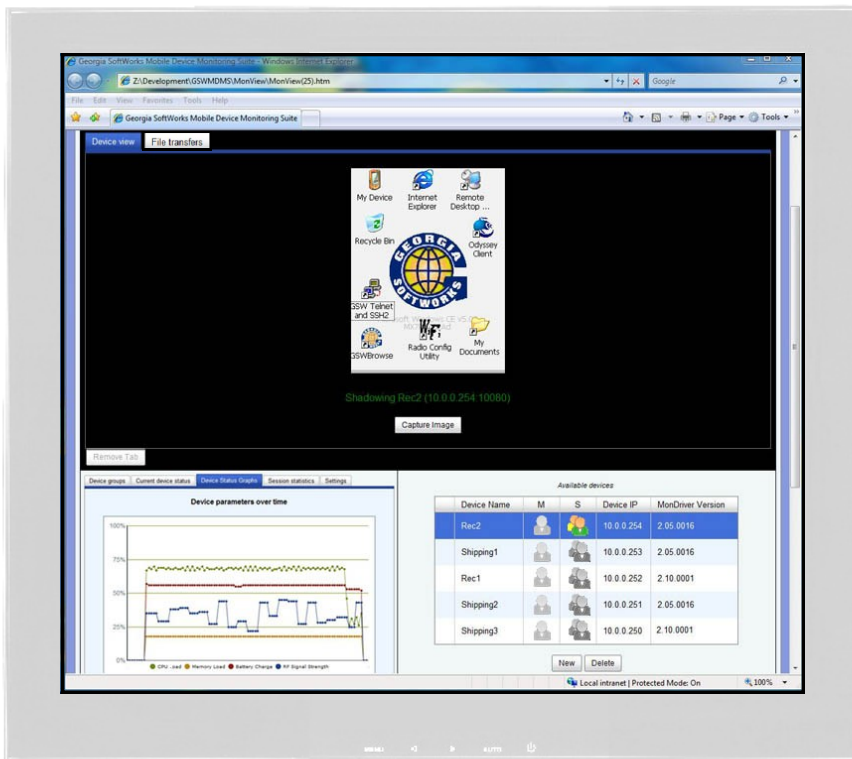 Georgia SoftWorks Mobile Device Monitoring Suite - Windows Internet Explorer
Z:\Development\GSWMDMS\MonView\MonView(25).htm
Google
File Edit View Favorites Tools Help
Georgia SoftWorks Mobile Device Monitoring Suite
Page Tools
Device view File transfers
My Device Internet Explorer Remote Desktop ...
Recycle Bin Odyssey Client
GEORGIA SOFTWORKS
GSW Telnet and SSH2
GSWBrowse Radio Config Utility My Documents
Shadowing Rec2 (10.0.0.254 10080)
Capture Image
Remove Tab
Device groups Current device status Device Status Graphs Session statistics Settings
Device parameters over time
100%
75%
50%
25%
0%
CPU Load Memory Load Battery Charge RF Signal Strength
Available devices
Device Name M S Device IP MonDriver Version
Rec2 10.0.0.254 2.05.0016
Shipping1 10.0.0.253 2.05.0016
Rec1 10.0.0.252 2.10.0001
Shipping2 10.0.0.251 2.05.0016
Shipping3 10.0.0.250 2.10.0001
New Delete
Local intranet | Protected Mode: On 100%
MENU AUTO